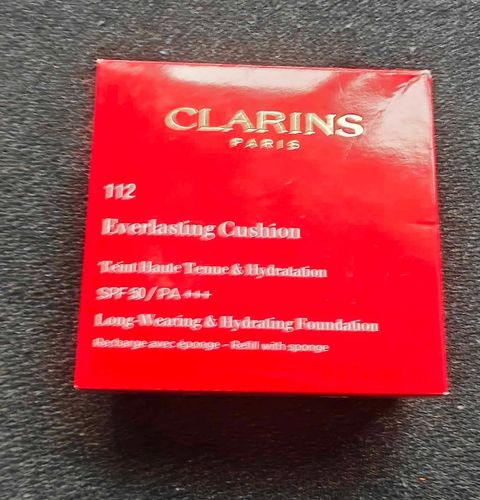 CLARINS
PARIS
112
Everlasting Cushion
Teint Haute Tenue & Hydratation
SPF 50 / PA +++
Long-Wearing & Hydrating Foundation
Recharge avec éponge - Refill with sponge